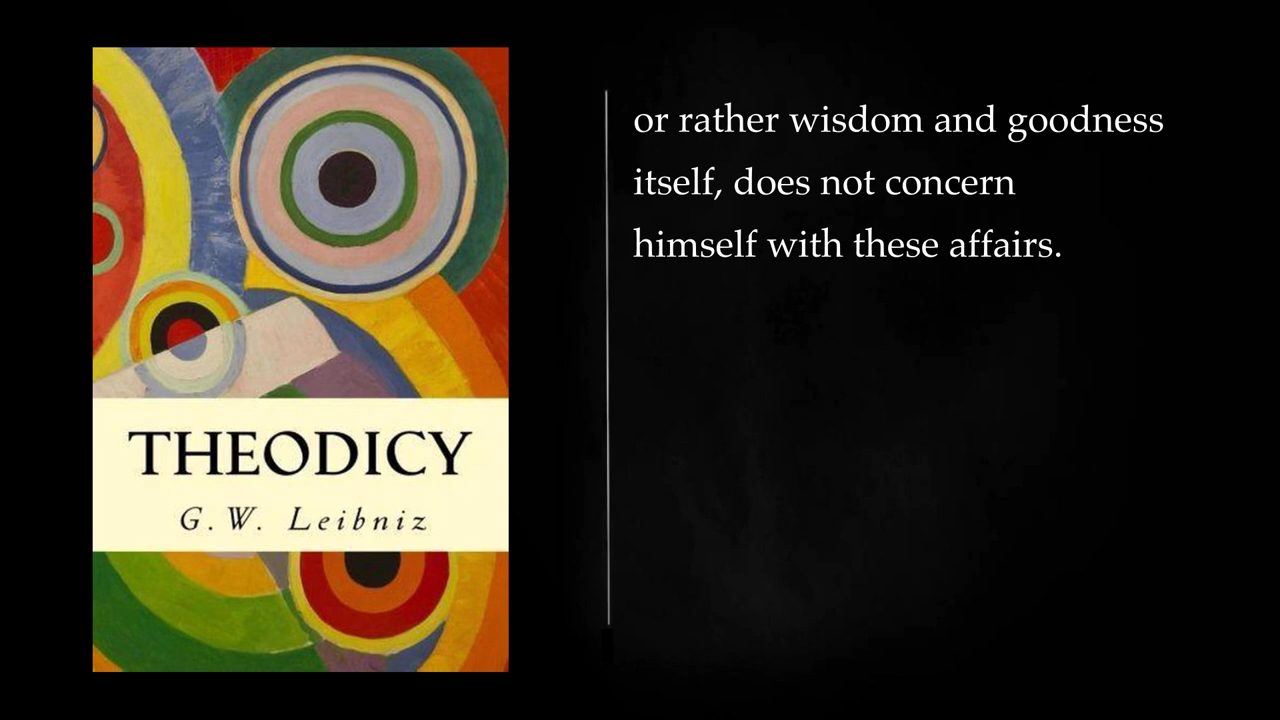 THEODICY
G. W. Leibniz
or rather wisdom and goodness
itself, does not concern
himself with these affairs.